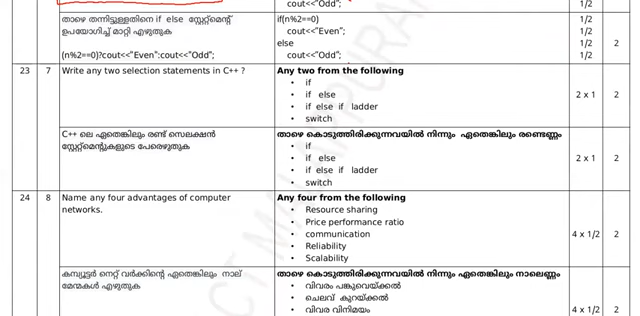 cout<<"Odd"; 1/2
താഴെ തന്നിട്ടുള്ളതിനെ if else സ്റ്റേറ്റ്മെന്റ് if(n%2==0) 1/2
ഉപയോഗിച്ച് മാറ്റി എഴുതുക cout<<"Even"; 1/2
else 1/2 2
(n%2==0)?cout<<"Even":cout<<"Odd"; cout<<"Odd"; 1/2
23 7 Write any two selection statements in C++ ? Any two from the following
• if
• if else 2 x 1 2
• if else if ladder
• switch
C++ ലെ ഏതെങ്കിലും രണ്ട് സെലക്ഷൻ താഴെ കൊടുത്തിരിക്കുന്നവയിൽ നിന്നും ഏതെങ്കിലും രണ്ടെണ്ണം
സ്റ്റേറ്റ്മെന്റുകളുടെ പേരെഴുതുക • if
• if else 2 x 1 2
• if else if ladder
• switch
24 8 Name any four advantages of computer Any four from the following
networks. • Resource sharing
• Price performance ratio
• communication 4 x 1/2 2
• Reliability
• Scalability
കമ്പ്യൂട്ടർ നെറ്റ് വർക്കിന്റെ ഏതെങ്കിലും നാല് താഴെ കൊടുത്തിരിക്കുന്നവയിൽ നിന്നും ഏതെങ്കിലും നാലെണ്ണം
മേന്മകൾ എഴുതുക • വിവരം പങ്കുവെയ്ക്കൽ
• ചെലവ് കുറയ്ക്കൽ
• വിവര വിനിമയം 4 x 1/2 2